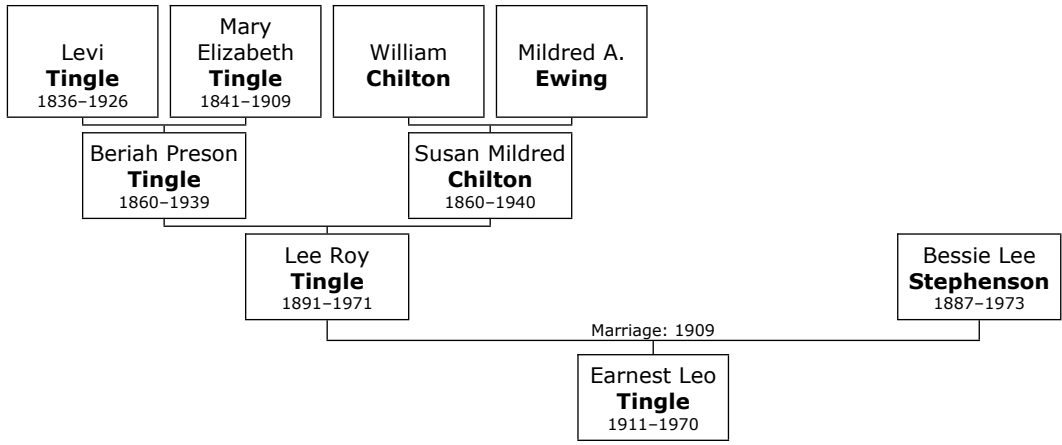 Levi
Tingle
1836–1926
Mary
Elizabeth
Tingle
1841–1909
William
Chilton
Mildred A.
Ewing
Beriah Preson
Tingle
1860–1939
Susan Mildred
Chilton
1860–1940
Lee Roy
Tingle
1891–1971
Bessie Lee
Stephenson
1887–1973
Marriage: 1909
Earnest Leo
Tingle
1911–1970